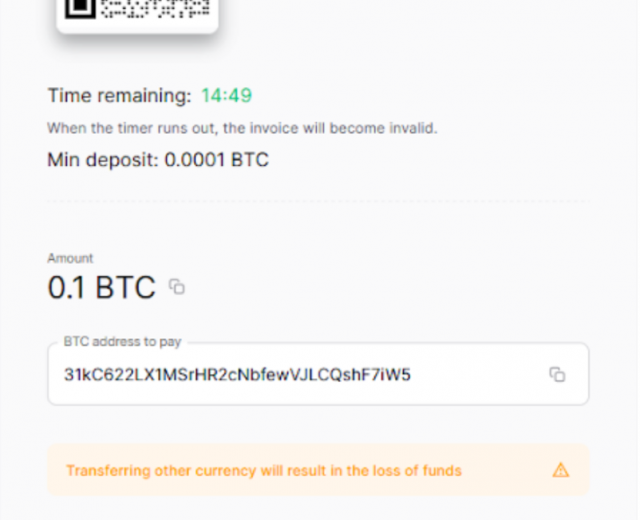 Time remaining: 14:49
When the timer runs out, the invoice will become invalid.
Min deposit: 0.0001 BTC
Amount
0.1 BTC
BTC address to pay
31kC622LX1MSrHR2cNbfewVJLCQshF7iW5
Transferring other currency will result in the loss of funds